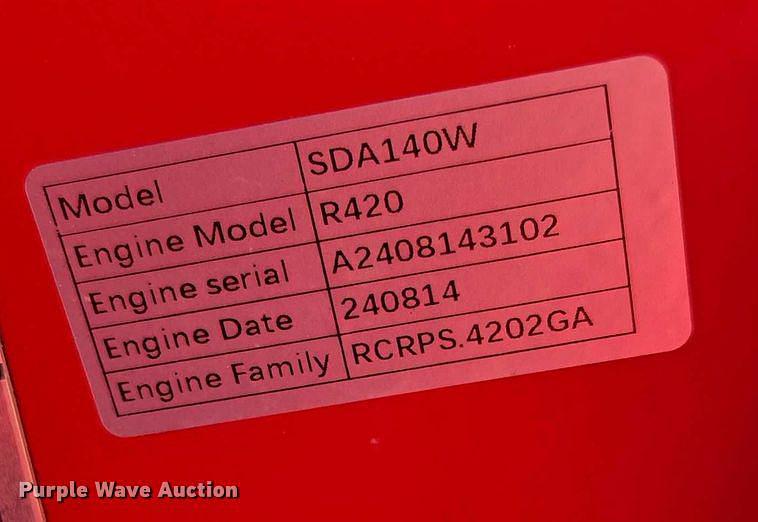 Model SDA140W
Engine Model R420
Engine serial A2408143102
Engine Date 240814
Engine Family RCRPS.4202GA
Purple Wave Auction